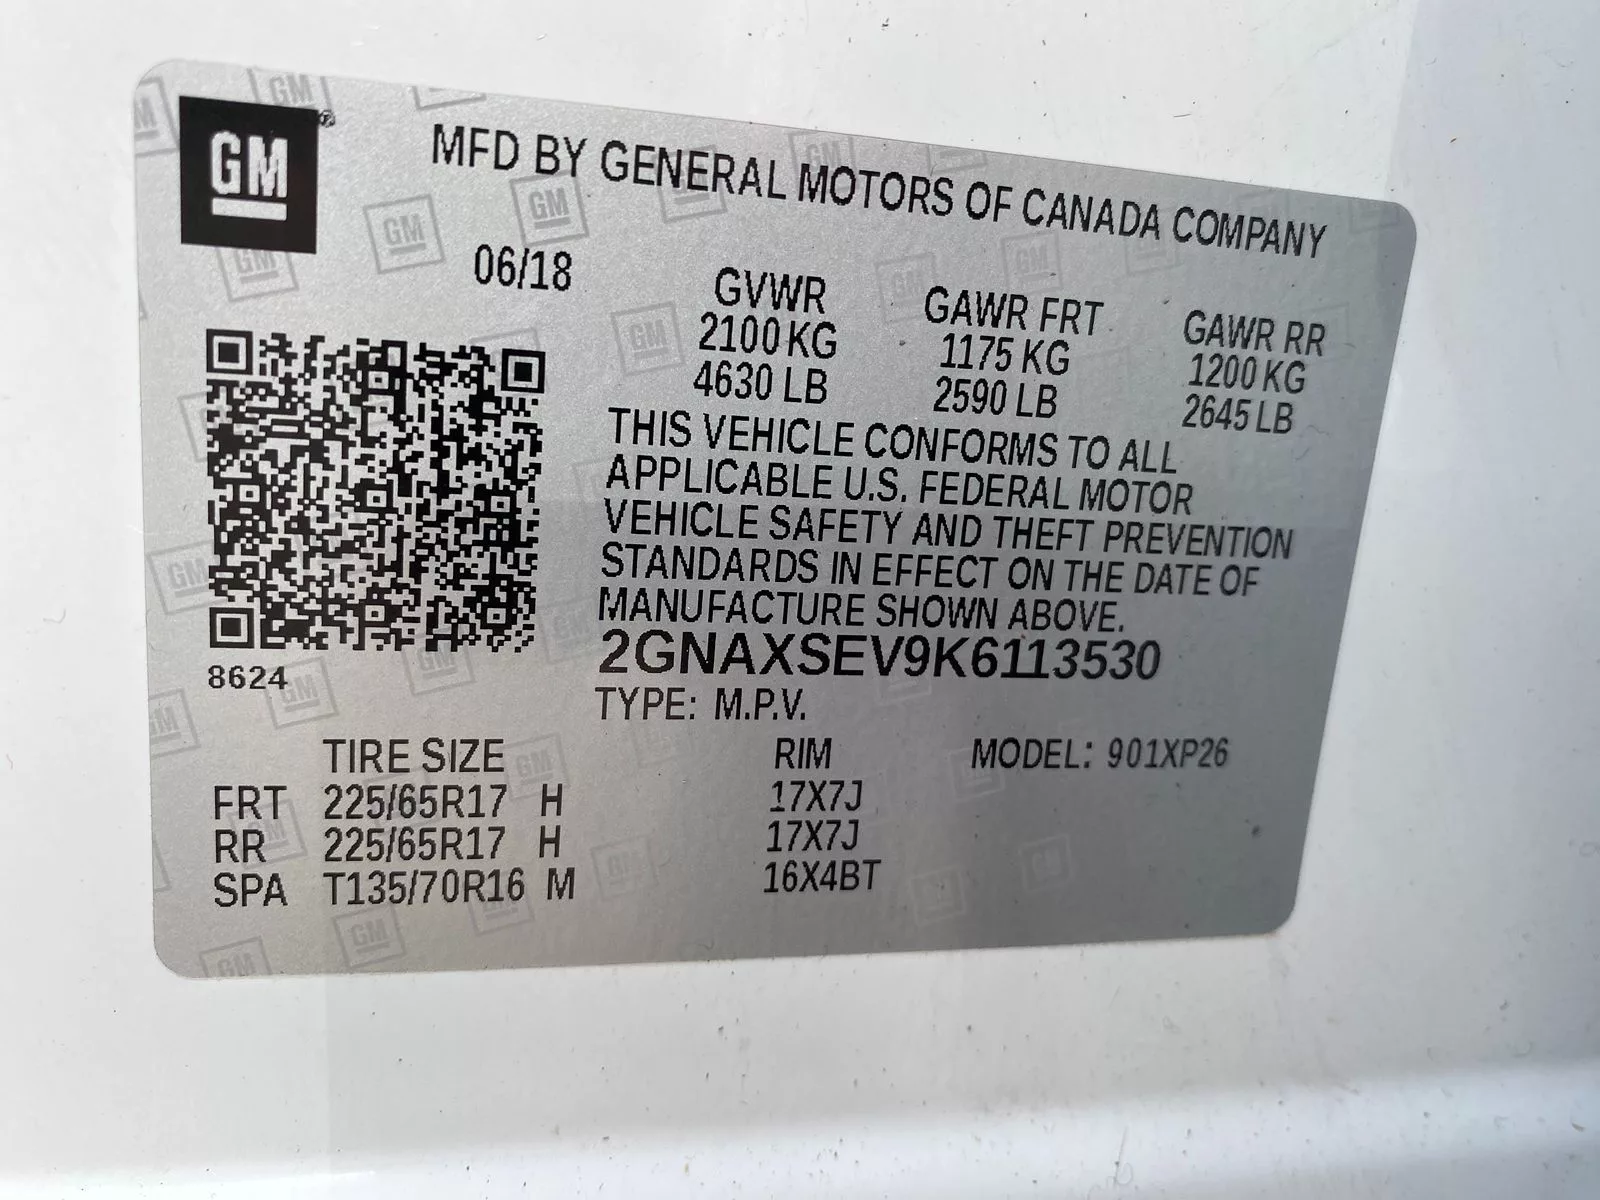 GM®
MFD BY GENERAL MOTORS OF CANADA COMPANY
06/18
GVWR GAWR FRT GAWR RR
2100 KG 1175 KG 1200 KG
4630 LB 2590 LB 2645 LB
THIS VEHICLE CONFORMS TO ALL
APPLICABLE U.S. FEDERAL MOTOR
VEHICLE SAFETY AND THEFT PREVENTION
STANDARDS IN EFFECT ON THE DATE OF
MANUFACTURE SHOWN ABOVE.
2GNAXSEV9K6113530
8624
TYPE: M.P.V.
TIRE SIZE RIM MODEL: 901XP26
FRT 225/65R17 H 17X7J
RR 225/65R17 H 17X7J
SPA T135/70R16 M 16X4BT